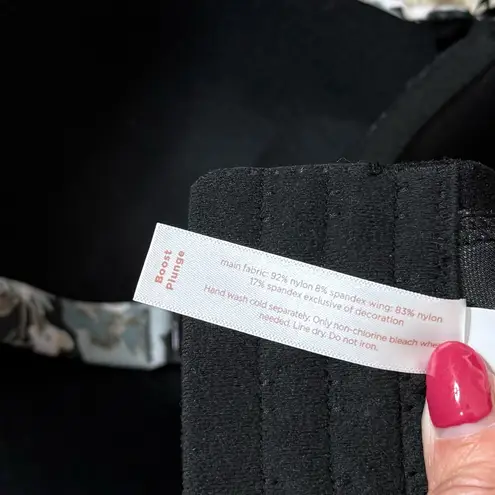 Boost
Plunge
main fabric: 92% nylon 8% spandex wing: 83% nylon
17% spandex exclusive of decoration
Hand wash cold separately. Only non-chlorine bleach when
needed. Line dry. Do not iron.